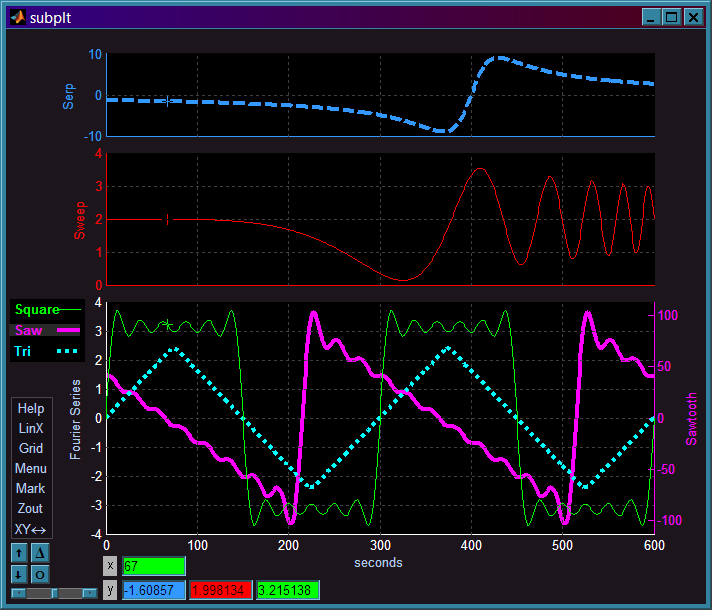 subplt
10
0
-10
Serp
4
3
2
1
0
Sweep
Square
Saw
Tri
4
3
2
1
0
-1
-2
-3
-4
Fourier Series
100
50
0
-50
-100
Sawtooth
Help
LinX
Grid
Menu
Mark
Zout
XY↔
0 100 200 300 400 500 600
seconds
x 67
y -1.60857 1.998134 3.215138